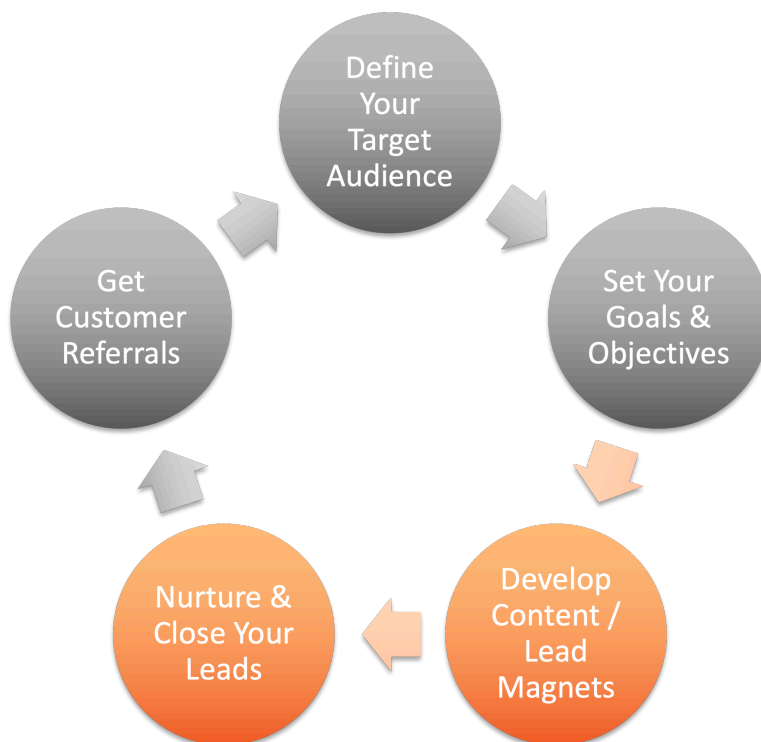 Define
Your
Target
Audience
Set Your
Goals &
Objectives
Develop
Content /
Lead
Magnets
Nurture &
Close Your
Leads
Get
Customer
Referrals